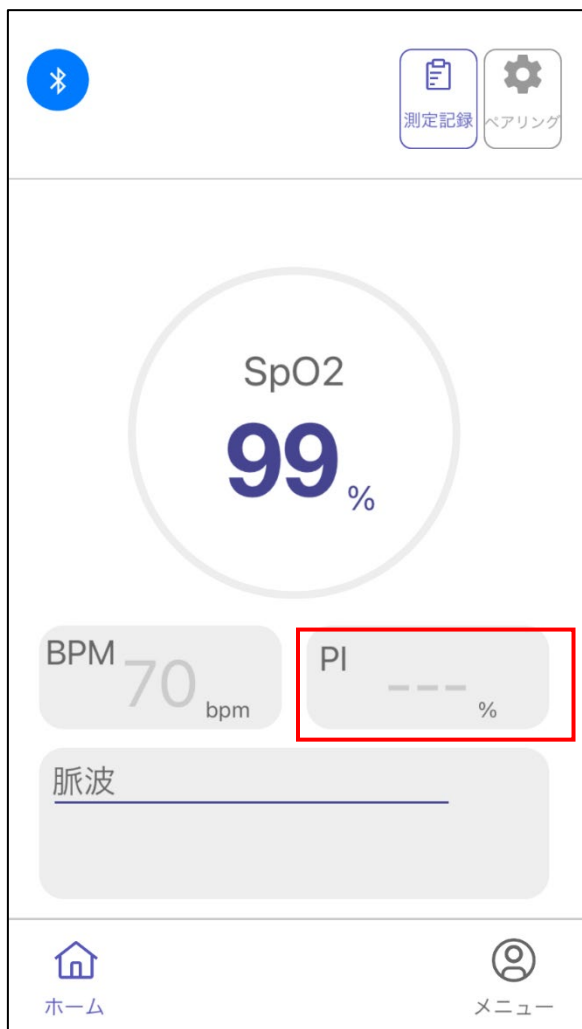 測定記録
ペアリング
SpO2
99 %
BPM
70 bpm
PI
--- %
脈波
ホーム
メニュー